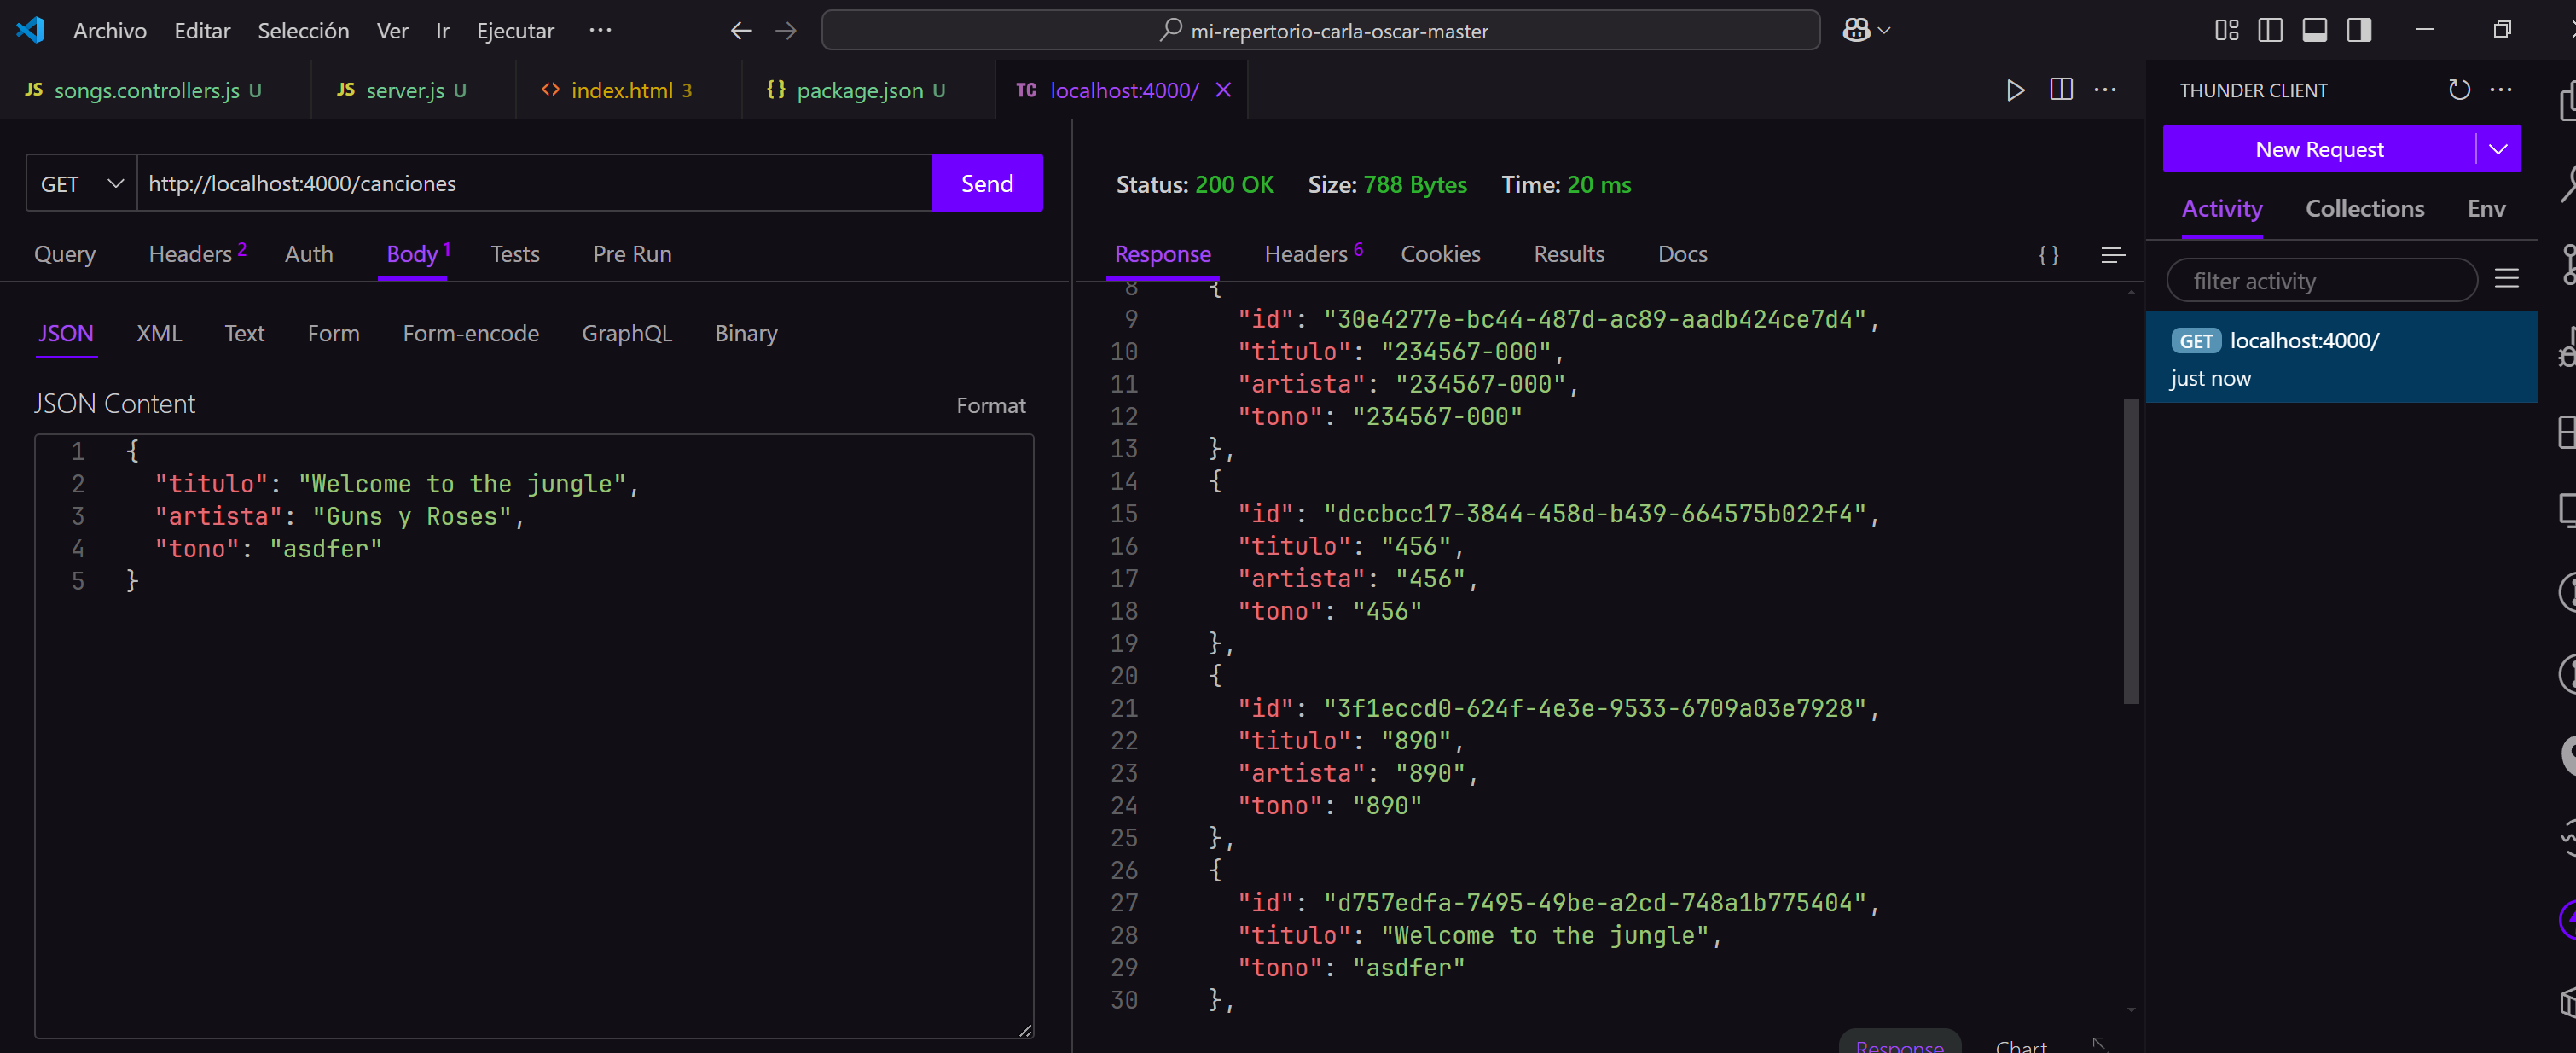 Archivo Editar Selección Ver Ir Ejecutar ··· mi-repertorio-carla-oscar-master
JS songs.controllers.js U JS server.js U <> index.html 3 {} package.json U TC localhost:4000/
THUNDER CLIENT
New Request
GET http://localhost:4000/canciones Send
Status: 200 OK Size: 788 Bytes Time: 20 ms
Activity Collections Env
Query Headers 2 Auth Body 1 Tests Pre Run
Response Headers 6 Cookies Results Docs {}
filter activity
GET localhost:4000/
just now
JSON XML Text Form Form-encode GraphQL Binary
JSON Content Format
1 {
2 "titulo": "Welcome to the jungle",
3 "artista": "Guns y Roses",
4 "tono": "asdfer"
5 }
8 {
9 "id": "30e4277e-bc44-487d-ac89-aadb424ce7d4",
10 "titulo": "234567-000",
11 "artista": "234567-000",
12 "tono": "234567-000"
13 },
14 {
15 "id": "dccbcc17-3844-458d-b439-664575b022f4",
16 "titulo": "456",
17 "artista": "456",
18 "tono": "456"
19 },
20 {
21 "id": "3f1eccd0-624f-4e3e-9533-6709a03e7928",
22 "titulo": "890",
23 "artista": "890",
24 "tono": "890"
25 },
26 {
27 "id": "d757edfa-7495-49be-a2cd-748a1b775404",
28 "titulo": "Welcome to the jungle",
29 "tono": "asdfer"
30 },
Response Chart